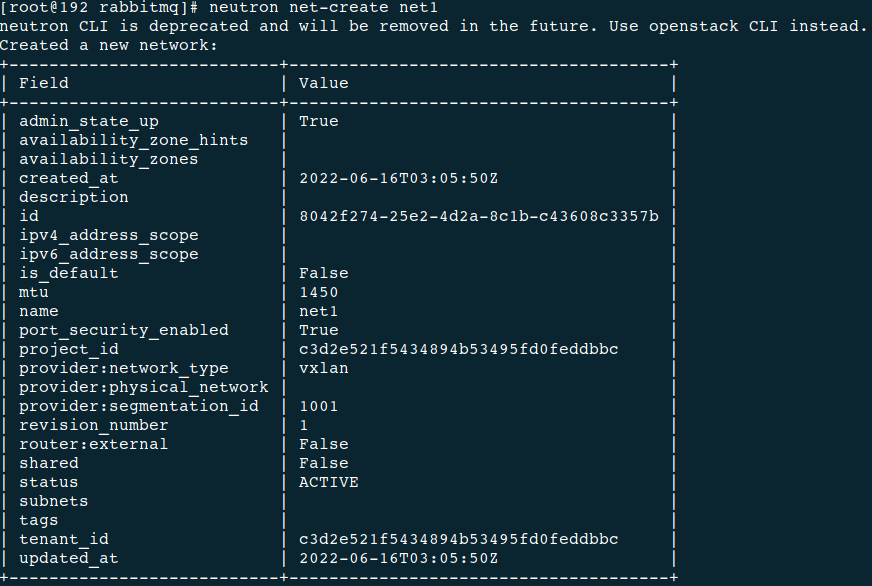 [root@192 rabbitmq]# neutron net-create net1
neutron CLI is deprecated and will be removed in the future. Use openstack CLI instead.
Created a new network:
+---------------------------+--------------------------------------+
| Field                     | Value                                |
+---------------------------+--------------------------------------+
| admin_state_up            | True                                 |
| availability_zone_hints   |                                      |
| availability_zones        |                                      |
| created_at                | 2022-06-16T03:05:50Z                 |
| description               |                                      |
| id                        | 8042f274-25e2-4d2a-8c1b-c43608c3357b |
| ipv4_address_scope        |                                      |
| ipv6_address_scope        |                                      |
| is_default                | False                                |
| mtu                       | 1450                                 |
| name                      | net1                                 |
| port_security_enabled     | True                                 |
| project_id                | c3d2e521f5434894b53495fd0feddbbc     |
| provider:network_type     | vxlan                                |
| provider:physical_network |                                      |
| provider:segmentation_id  | 1001                                 |
| revision_number           | 1                                    |
| router:external           | False                                |
| shared                    | False                                |
| status                    | ACTIVE                               |
| subnets                   |                                      |
| tags                      |                                      |
| tenant_id                 | c3d2e521f5434894b53495fd0feddbbc     |
| updated_at                | 2022-06-16T03:05:50Z                 |
+---------------------------+--------------------------------------+